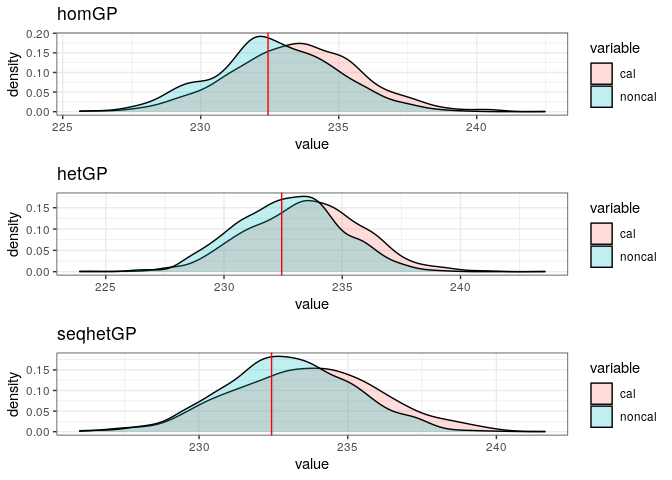 homGP
density
0.20
0.15
0.10
0.05
0.00
225
230
235
240
value
variable
cal
noncal
hetGP
density
0.15
0.10
0.05
0.00
225
230
235
240
value
variable
cal
noncal
seqhetGP
density
0.15
0.10
0.05
0.00
230
235
240
value
variable
cal
noncal